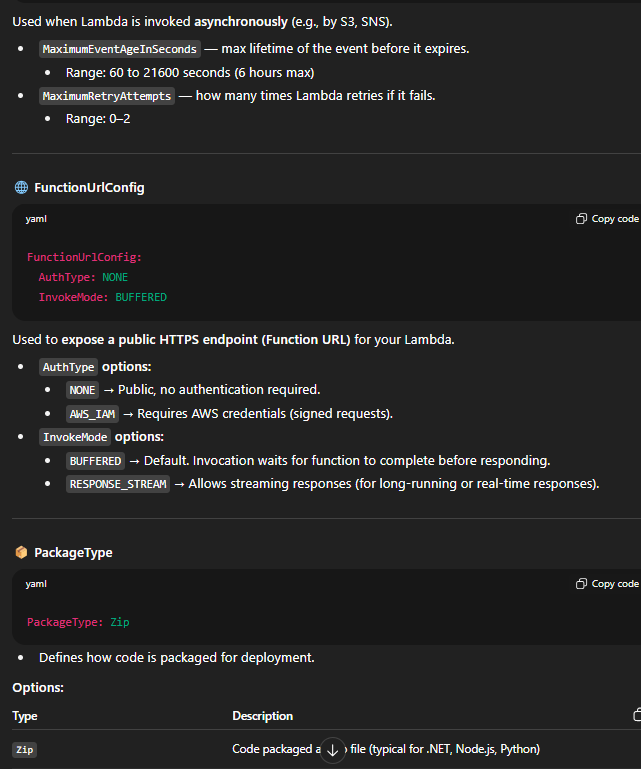 Used when Lambda is invoked asynchronously (e.g., by S3, SNS).
MaximumEventAgeInSeconds — max lifetime of the event before it expires.
Range: 60 to 21600 seconds (6 hours max)
MaximumRetryAttempts — how many times Lambda retries if it fails.
Range: 0–2
FunctionUrlConfig
yaml
Copy code
FunctionUrlConfig:
AuthType: NONE
InvokeMode: BUFFERED
Used to expose a public HTTPS endpoint (Function URL) for your Lambda.
AuthType options:
NONE → Public, no authentication required.
AWS_IAM → Requires AWS credentials (signed requests).
InvokeMode options:
BUFFERED → Default. Invocation waits for function to complete before responding.
RESPONSE_STREAM → Allows streaming responses (for long-running or real-time responses).
PackageType
yaml
Copy code
PackageType: Zip
Defines how code is packaged for deployment.
Options:
Type Description
Zip Code packaged file (typical for .NET, Node.js, Python)